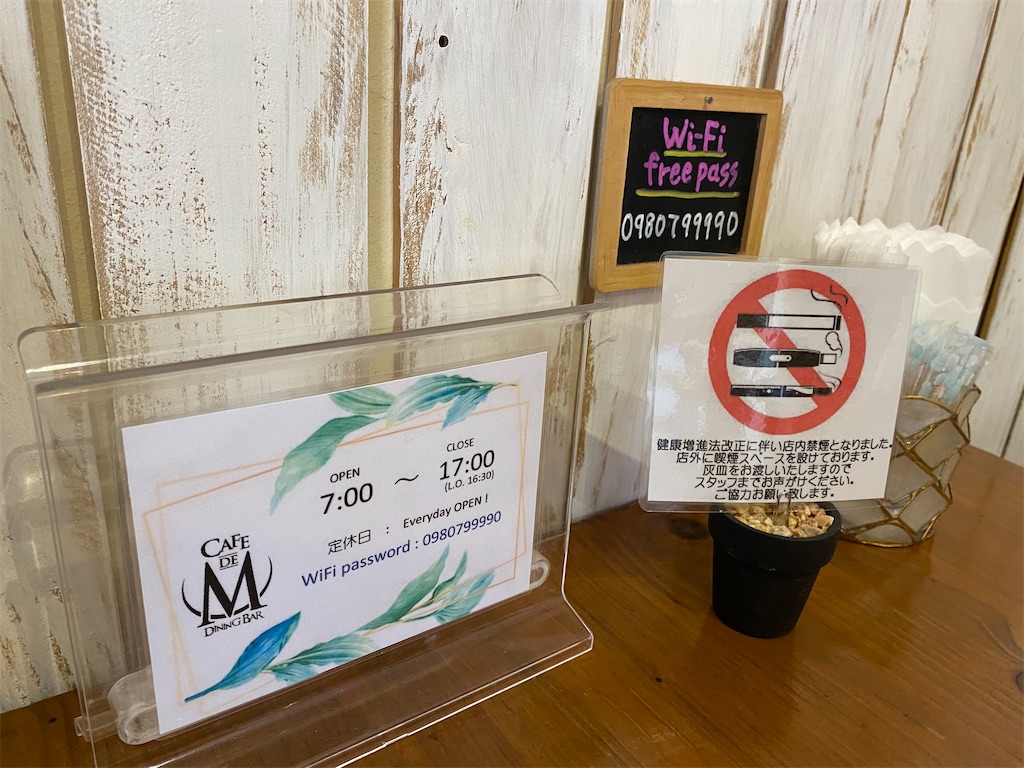 Wi-Fi
free pass
0980799990
OPEN
7:00
～
CLOSE
17:00
(L.O. 16:30)
定休日 : Everyday OPEN !
WiFi password : 0980799990
CAFE
DE
M
DINING BAR
健康増進法改正に伴い店内禁煙となりました。
店外に喫煙スペースを設けております。
灰皿をお渡しいたしますので
スタッフまでお声がけください。
ご協力お願い致します。